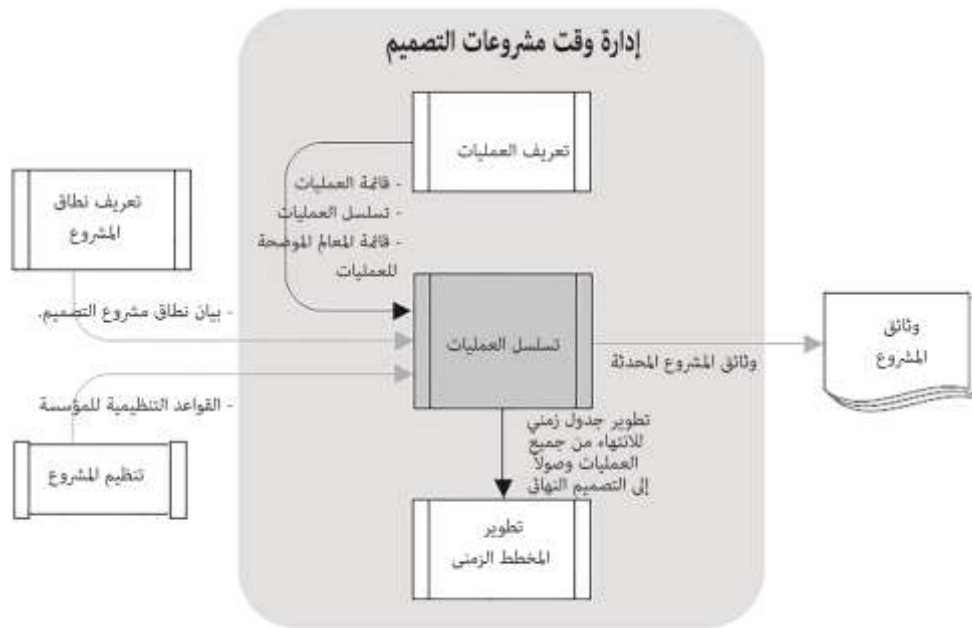 إدارة وقت مشروعات التصميم
تعريف العمليات
- قائمة العمليات
- تسلسل العمليات
- قائمة المعالم الموضحة
للعمليات
تعريف نطاق
المشروع
- بيان نطاق مشروع التصميم.
تسلسل العمليات
وثائق المشروع المحدثة
وثائق
المشروع
- القواعد التنظيمية للمؤسسة
تنظيم المشروع
تطوير جدول زمني
للانتهاء من جميع
العمليات وصولاً
إلى التصميم النهائى
تطوير
المخطط الزمنى